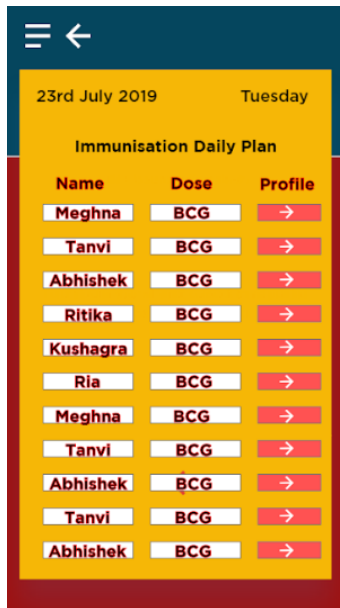 23rd July 2019 Tuesday
Immunisation Daily Plan
Name Dose Profile
Meghna BCG
Tanvi BCG
Abhishek BCG
Ritika BCG
Kushagra BCG
Ria BCG
Meghna BCG
Tanvi BCG
Abhishek BCG
Tanvi BCG
Abhishek BCG